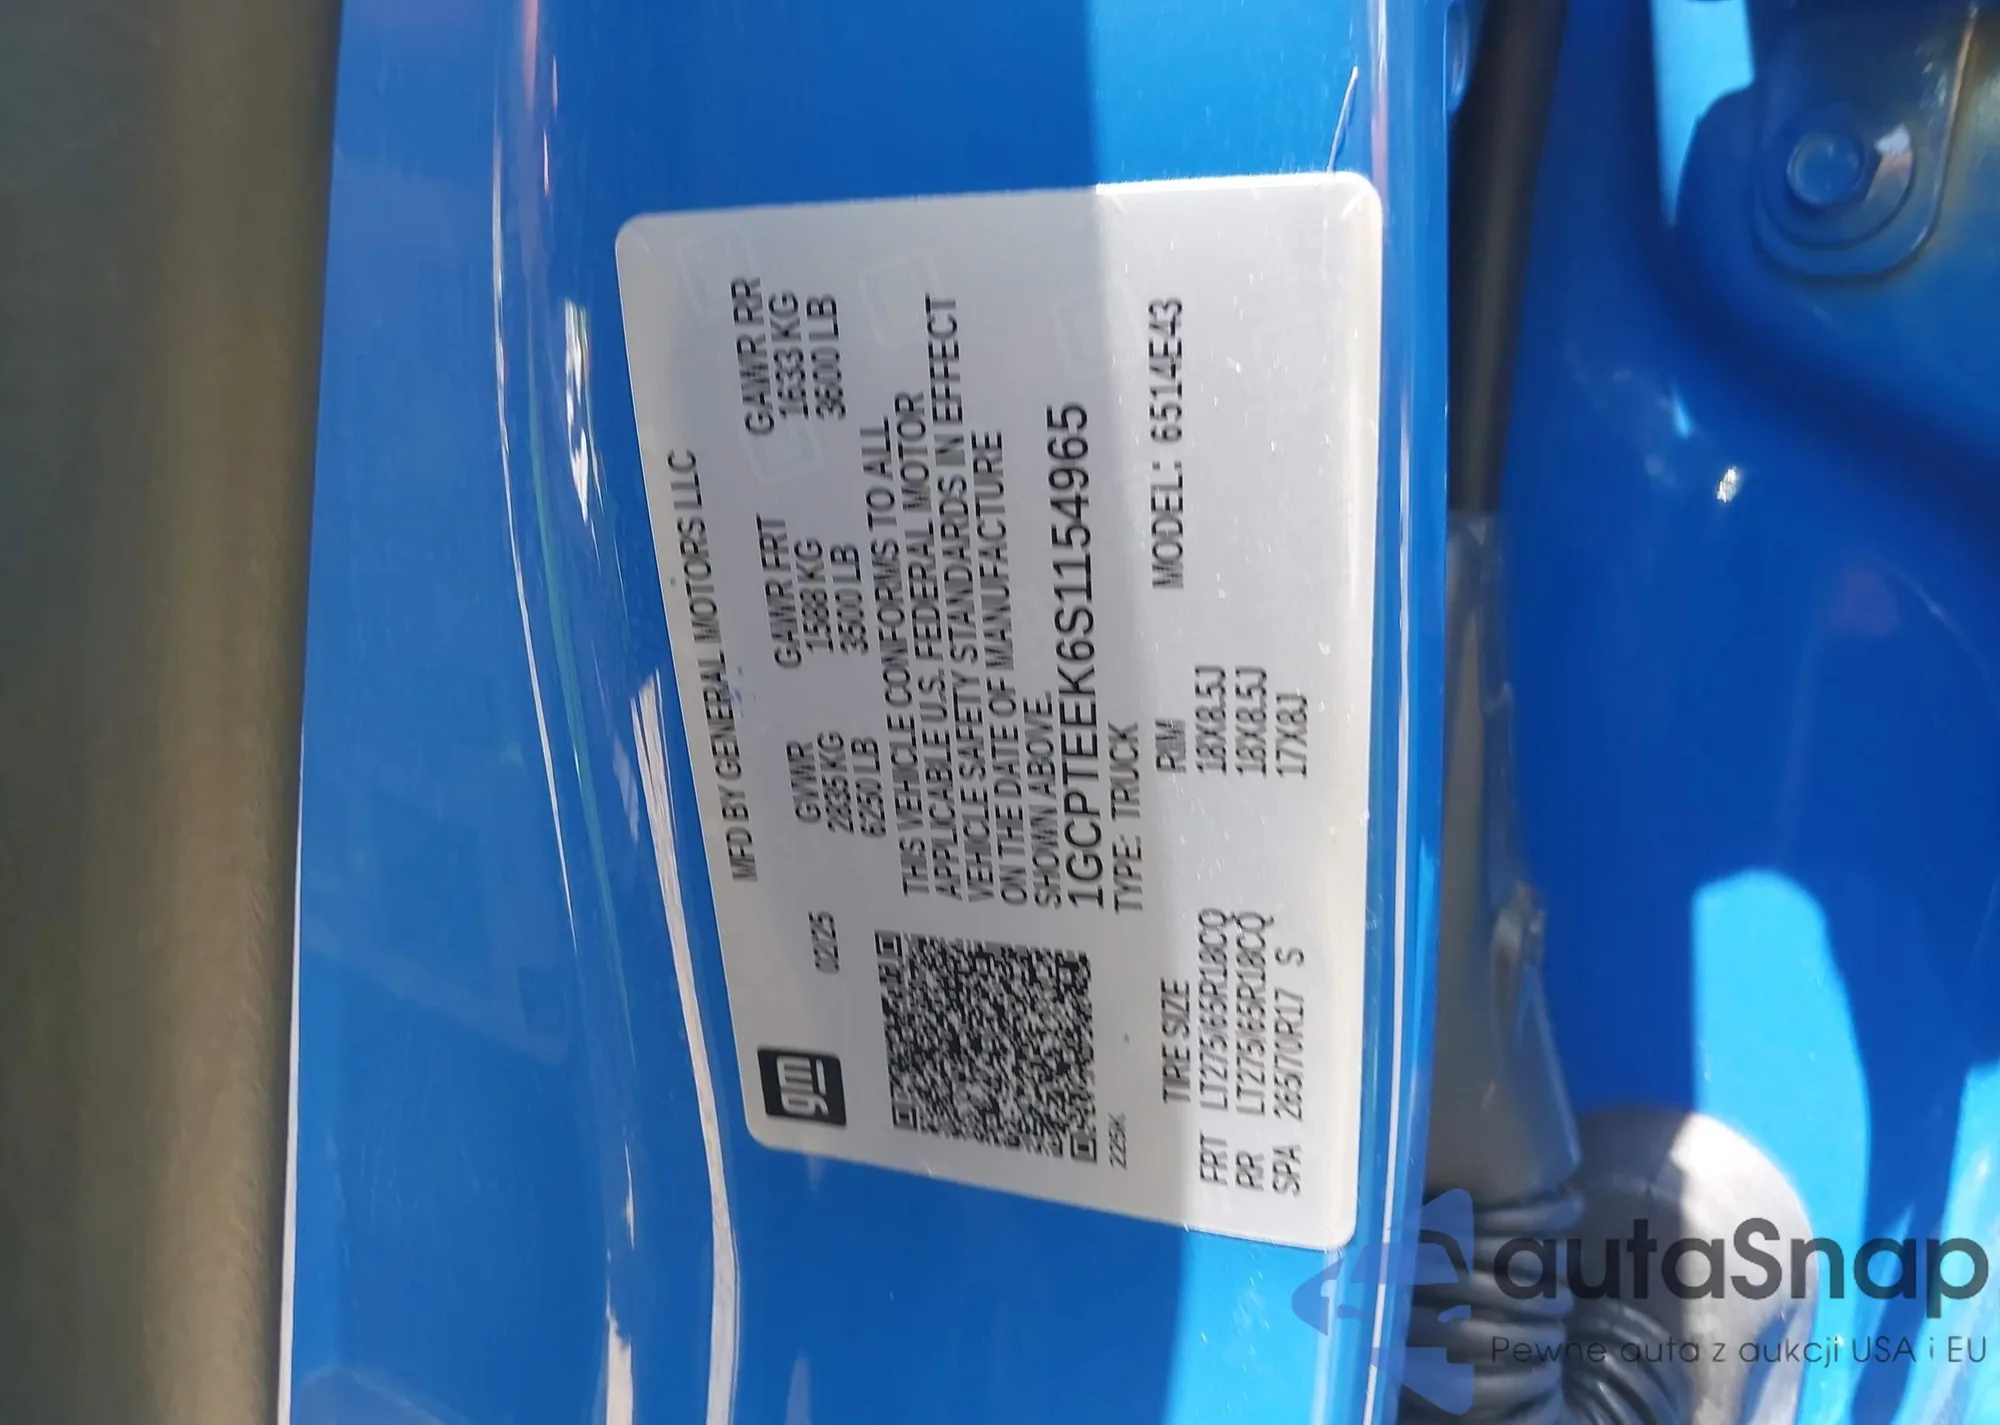 MFD BY GENERAL MOTORS LLC
gm
02/25
GVWR GAWR FRT GAWR RR
2835 KG 1588 KG 1633 KG
6250 LB 3500 LB 3600 LB
THIS VEHICLE CONFORMS TO ALL
APPLICABLE U.S. FEDERAL MOTOR
VEHICLE SAFETY STANDARDS IN EFFECT
ON THE DATE OF MANUFACTURE
SHOWN ABOVE.
1GCPTEEK6S1154965
TYPE: TRUCK
225K
TIRE SIZE RIM MODEL: 6514E43
FRT LT275/65R18CQ 18X8.5J
RR LT275/65R18CQ 18X8.5J
SPA 265/70R17 S 17X8J
autaSnap
Pewne auta z aukcji USA i EU